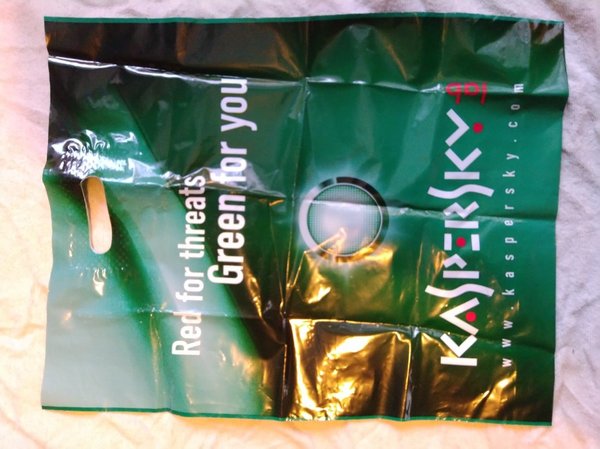 Red for threats
Green for you
KASPERSKY lab
www.kaspersky.com